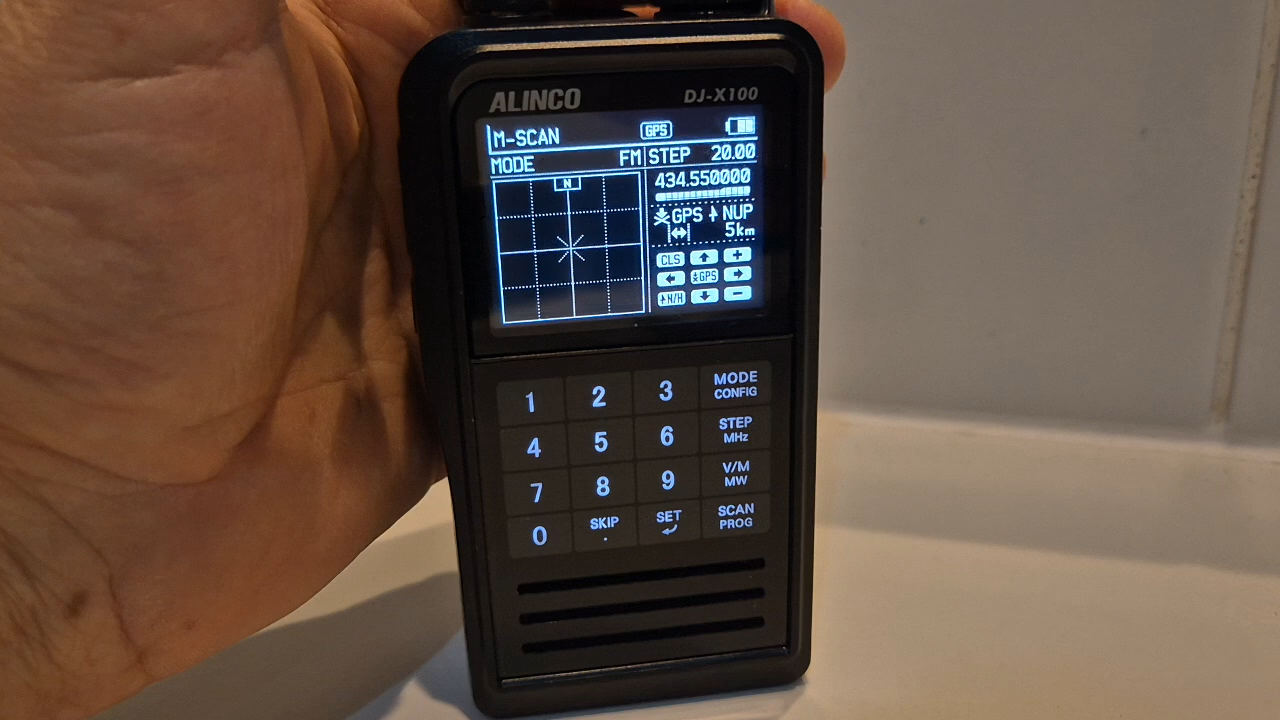 ALINCO DJ-X100
M-SCAN GPS
MODE FM STEP 20.00
N 434.550000
GPS NUP
5km
CLS + 
GPS
N/H −
1 2 3 MODE CONFIG
4 5 6 STEP MHz
7 8 9 V/M MW
0 SKIP . SET SCAN PROG